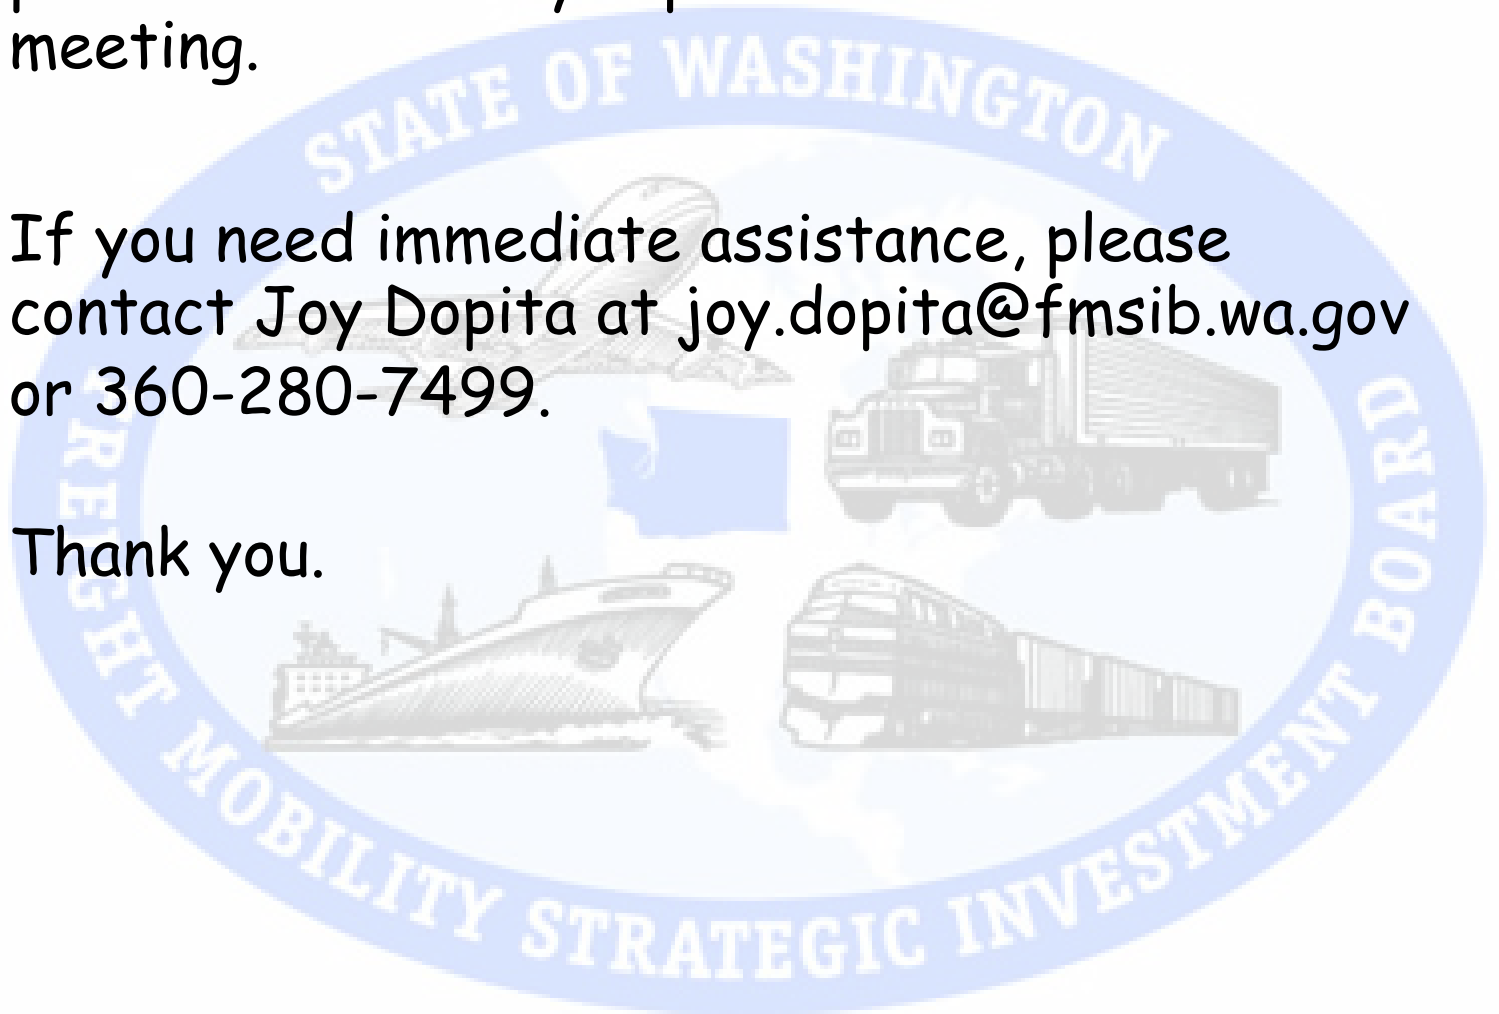 meeting.
If you need immediate assistance, please
contact Joy Dopita at joy.dopita@fmsib.wa.gov
or 360-280-7499.
Thank you.
STATE OF WASHINGTON
FREIGHT MOBILITY STRATEGIC INVESTMENT BOARD